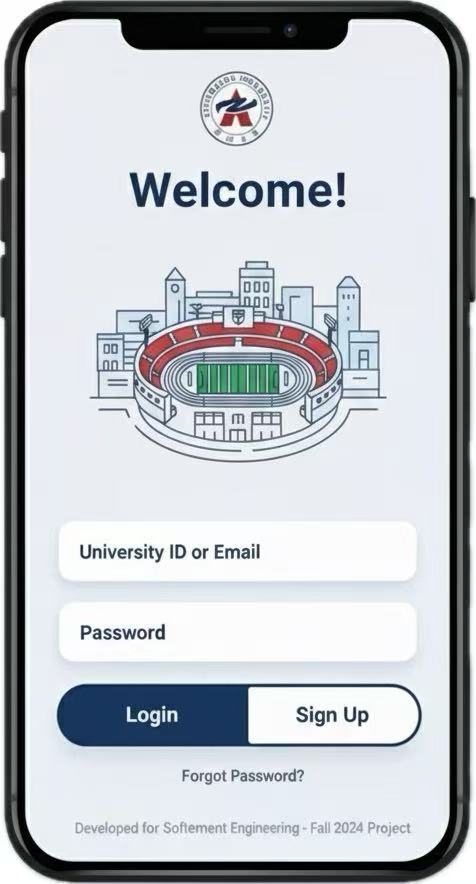 Welcome!
University ID or Email
Password
Login
Sign Up
Forgot Password?
Developed for Softement Engineering - Fall 2024 Project